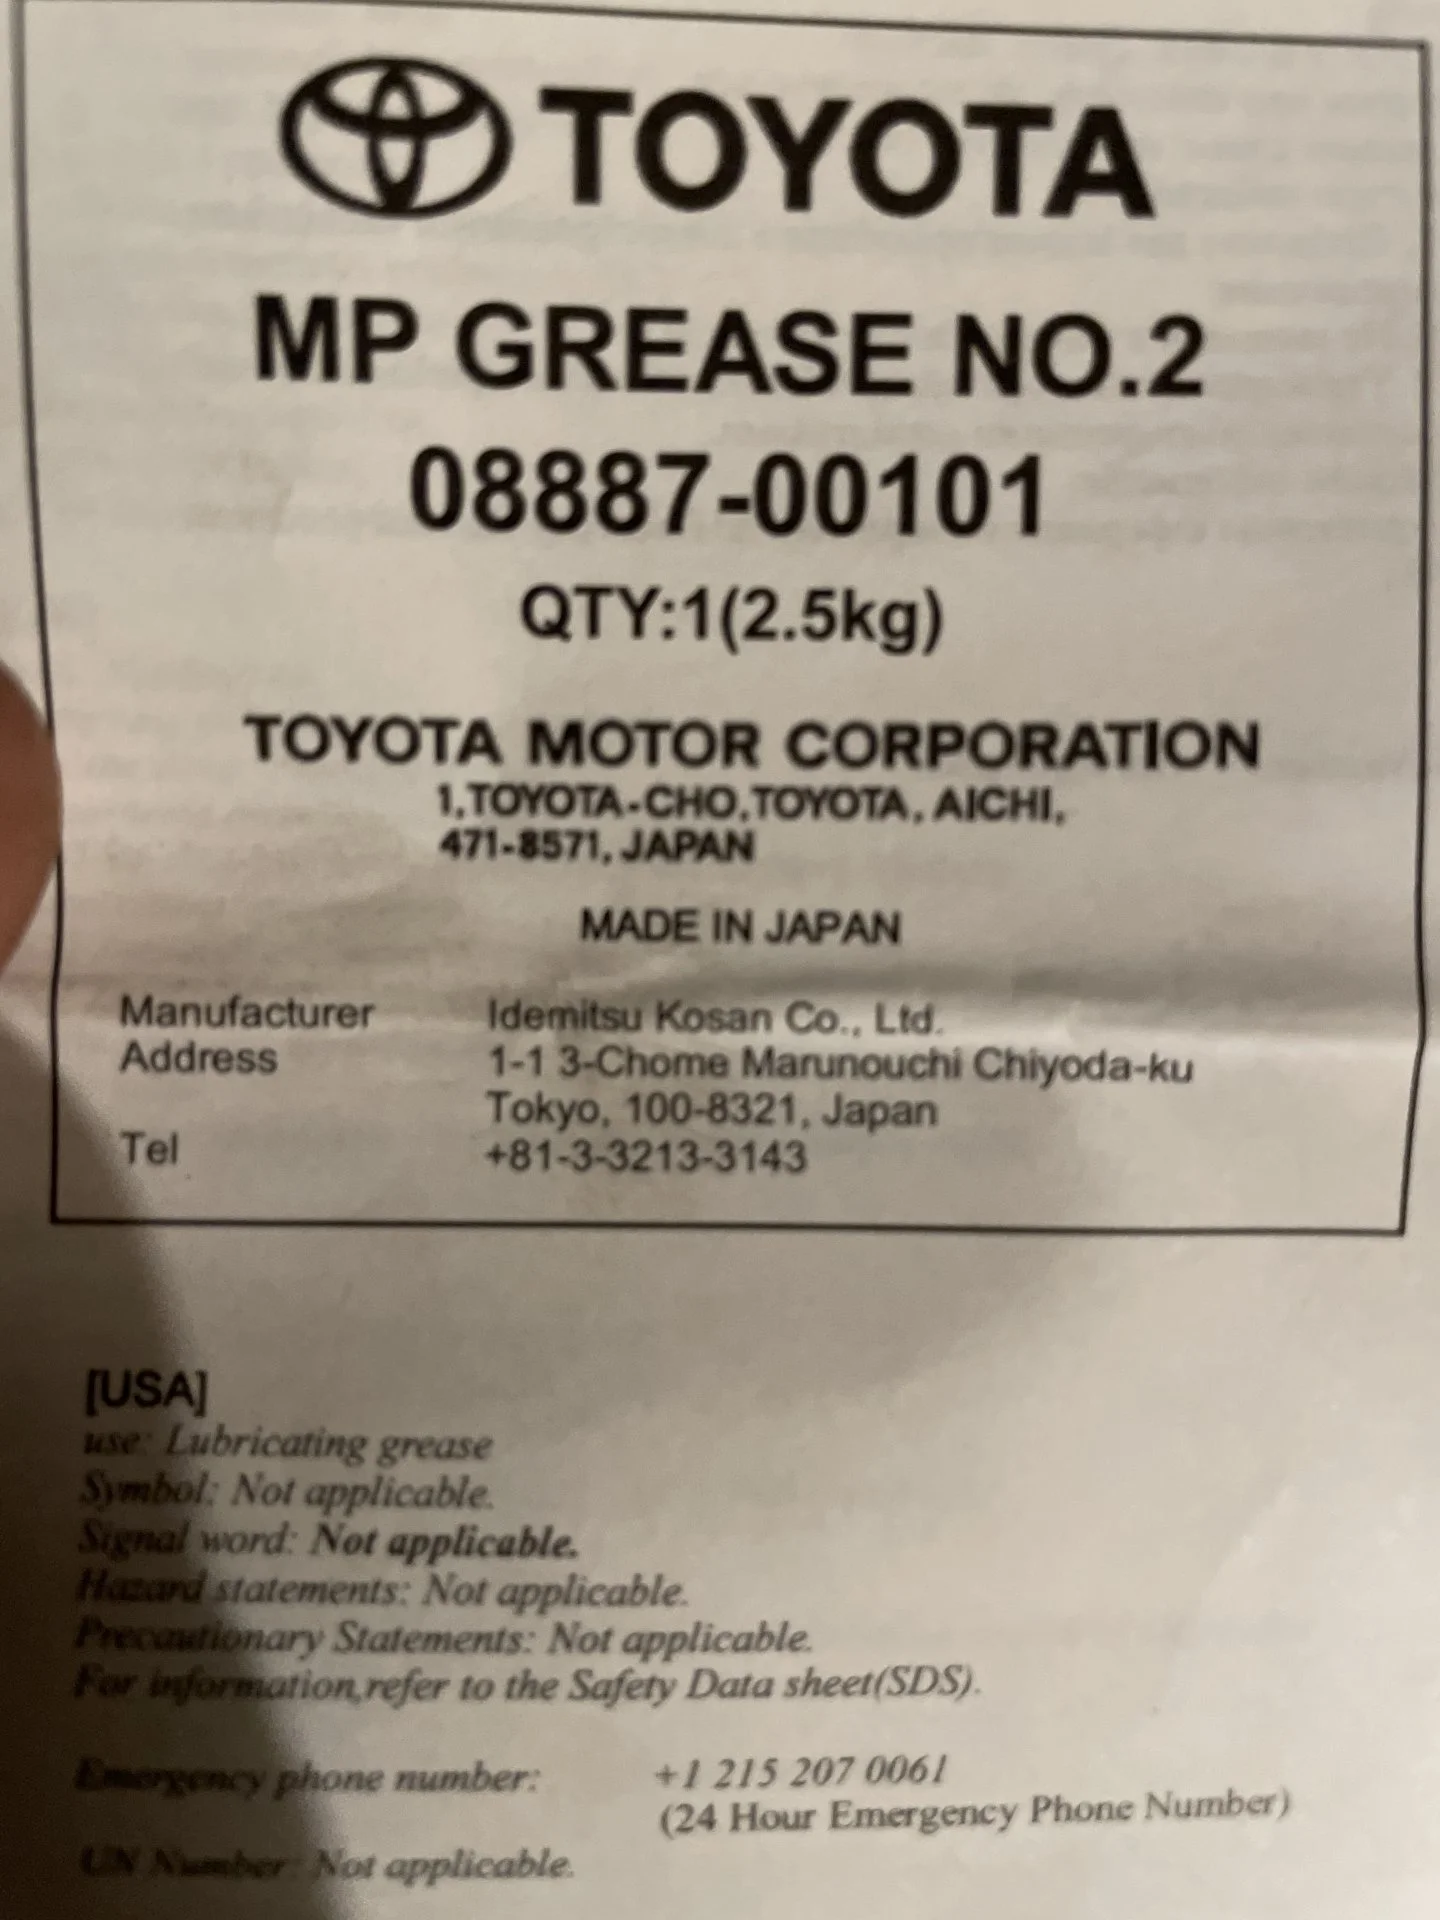 TOYOTA
MP GREASE NO.2
08887-00101
QTY:1(2.5kg)
TOYOTA MOTOR CORPORATION
1,TOYOTA-CHO,TOYOTA, AICHI,
471-8571, JAPAN
MADE IN JAPAN
Manufacturer Idemitsu Kosan Co., Ltd.
Address 1-1 3-Chome Marunouchi Chiyoda-ku
Tokyo, 100-8321, Japan
Tel +81-3-3213-3143
[USA]
use: Lubricating grease
Symbol: Not applicable.
Signal word: Not applicable.
Hazard statements: Not applicable.
Precautionary Statements: Not applicable.
For information,refer to the Safety Data sheet(SDS).
Emergency phone number: +1 215 207 0061
(24 Hour Emergency Phone Number)
UN Number: Not applicable.